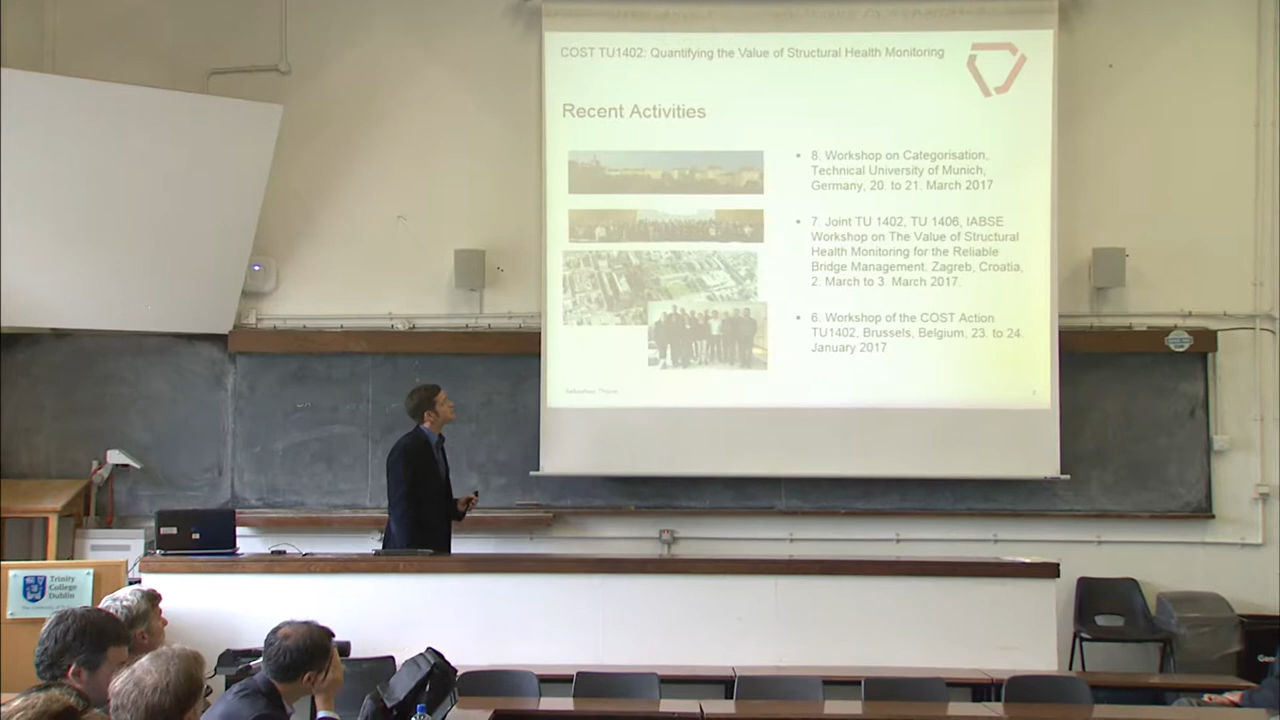 COST TU1402: Quantifying the Value of Structural Health Monitoring
Recent Activities
• 8. Workshop on Categorisation,
Technical University of Munich,
Germany, 20. to 21. March 2017
• 7. Joint TU 1402, TU 1406, IABSE
Workshop on The Value of Structural
Health Monitoring for the Reliable
Bridge Management, Zagreb, Croatia,
2. March to 3. March 2017.
• 6. Workshop of the COST Action
TU1402, Brussels, Belgium, 23. to 24.
January 2017
Trinity
College
Dublin